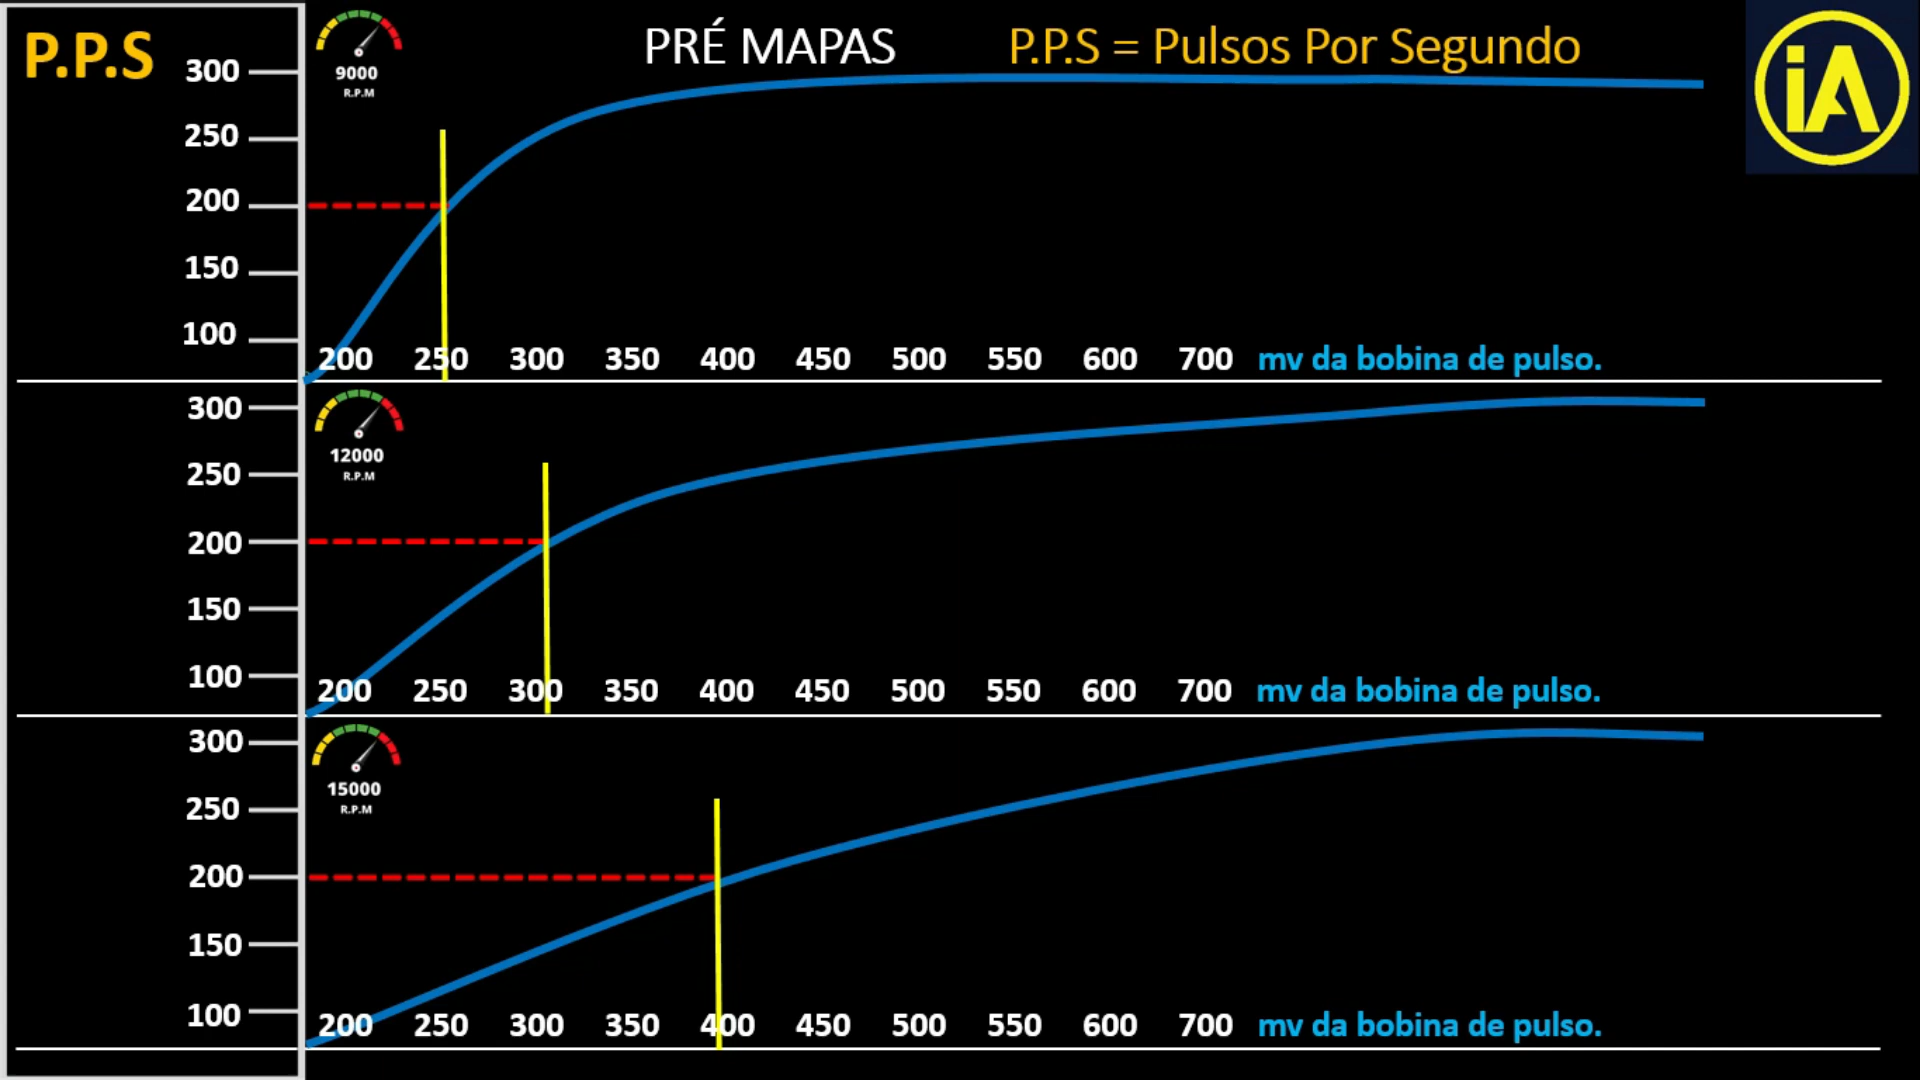 P.P.S
PRÉ MAPAS
P.P.S = Pulsos Por Segundo
iA
300
250
200
150
100
9000
R.P.M
200 250 300 350 400 450 500 550 600 700 mv da bobina de pulso.
300
250
200
150
100
12000
R.P.M
200 250 300 350 400 450 500 550 600 700 mv da bobina de pulso.
300
250
200
150
100
15000
R.P.M
200 250 300 350 400 450 500 550 600 700 mv da bobina de pulso.